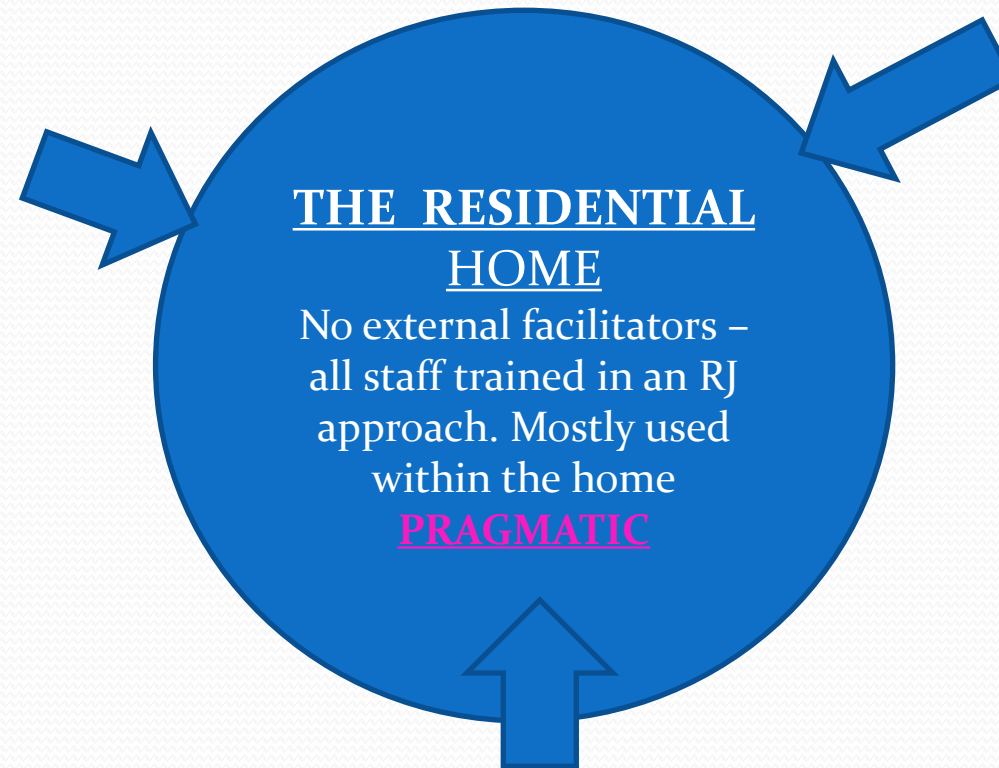 THE RESIDENTIAL
HOME
No external facilitators –
all staff trained in an RJ
approach. Mostly used
within the home
PRAGMATIC